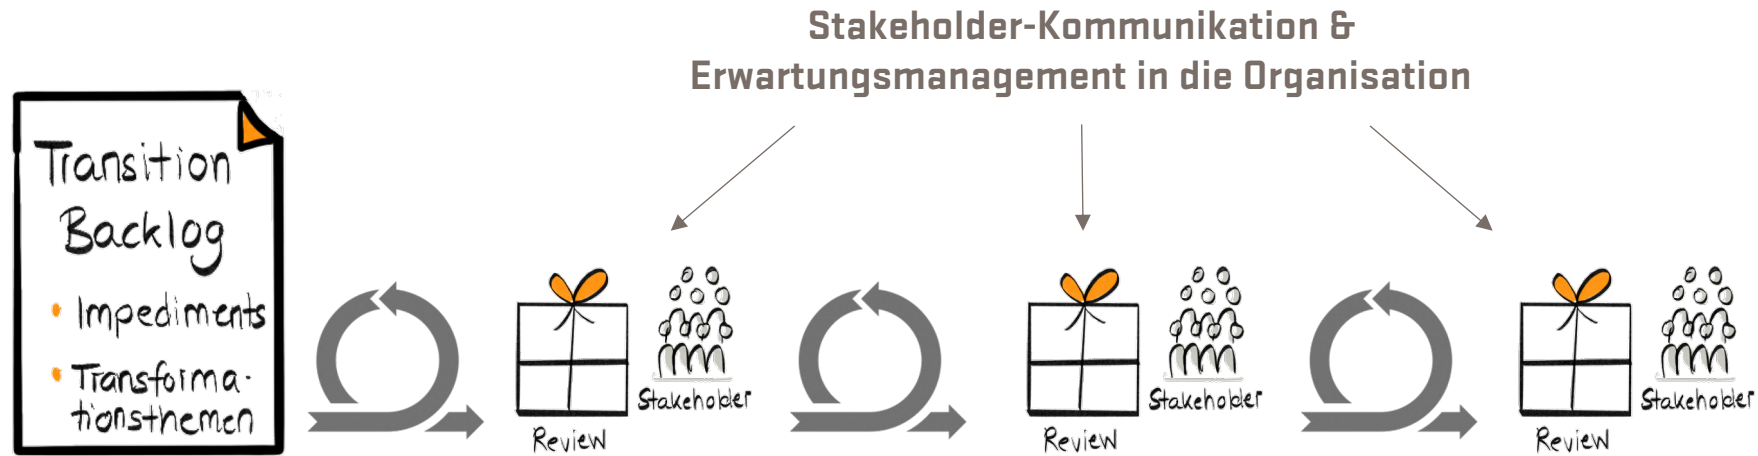 Stakeholder-Kommunikation &
Erwartungsmanagement in die Organisation
Transition
Backlog
• Impediments
• Transforma-
tionsthemen
Review
Stakeholder
Review
Stakeholder
Review
Stakeholder